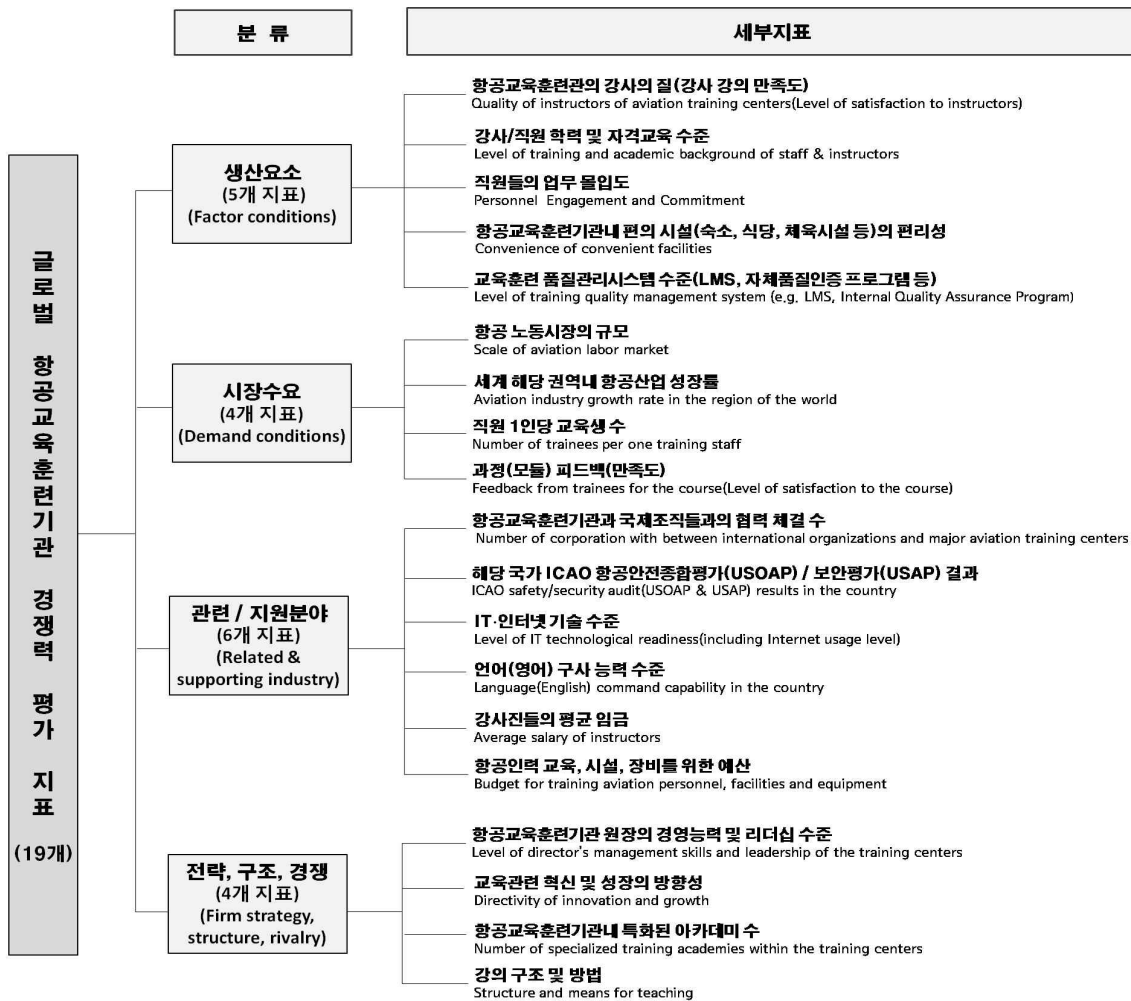 분 류
세부지표
글로벌 항공교육훈련기관 경쟁력 평가 지표
(19개)
생산요소
(5개 지표)
(Factor conditions)
항공교육훈련관의 강사의 질(강사 강의 만족도)
Quality of instructors of aviation training centers(Level of satisfaction to instructors)
강사/직원 학력 및 자격교육 수준
Level of training and academic background of staff & instructors
직원들의 업무 몰입도
Personnel Engagement and Commitment
항공교육훈련기관내 편의 시설(숙소, 식당, 체육시설 등)의 편리성
Convenience of convenient facilities
교육훈련 품질관리시스템 수준(LMS, 자체품질인증 프로그램 등)
Level of training quality management system (e.g. LMS, Internal Quality Assurance Program)
시장수요
(4개 지표)
(Demand conditions)
항공 노동시장의 규모
Scale of aviation labor market
세계 해당 권역내 항공산업 성장률
Aviation industry growth rate in the region of the world
직원 1인당 교육생 수
Number of trainees per one training staff
과정(모듈) 피드백(만족도)
Feedback from trainees for the course(Level of satisfaction to the course)
관련 / 지원분야
(6개 지표)
(Related &
supporting industry)
항공교육훈련기관과 국제조직들과의 협력 체결 수
Number of corporation with between international organizations and major aviation training centers
해당 국가 ICAO 항공안전종합평가(USOAP) / 보안평가(USAP) 결과
ICAO safety/security audit(USOAP & USAP) results in the country
IT·인터넷 기술 수준
Level of IT technological readiness(including Internet usage level)
언어(영어) 구사 능력 수준
Language(English) command capability in the country
강사진들의 평균 임금
Average salary of instructors
항공인력 교육, 시설, 장비를 위한 예산
Budget for training aviation personnel, facilities and equipment
전략, 구조, 경쟁
(4개 지표)
(Firm strategy,
structure, rivalry)
항공교육훈련기관 원장의 경영능력 및 리더십 수준
Level of director's management skills and leadership of the training centers
교육관련 혁신 및 성장의 방향성
Directivity of innovation and growth
항공교육훈련기관내 특화된 아카데미 수
Number of specialized training academies within the training centers
강의 구조 및 방법
Structure and means for teaching